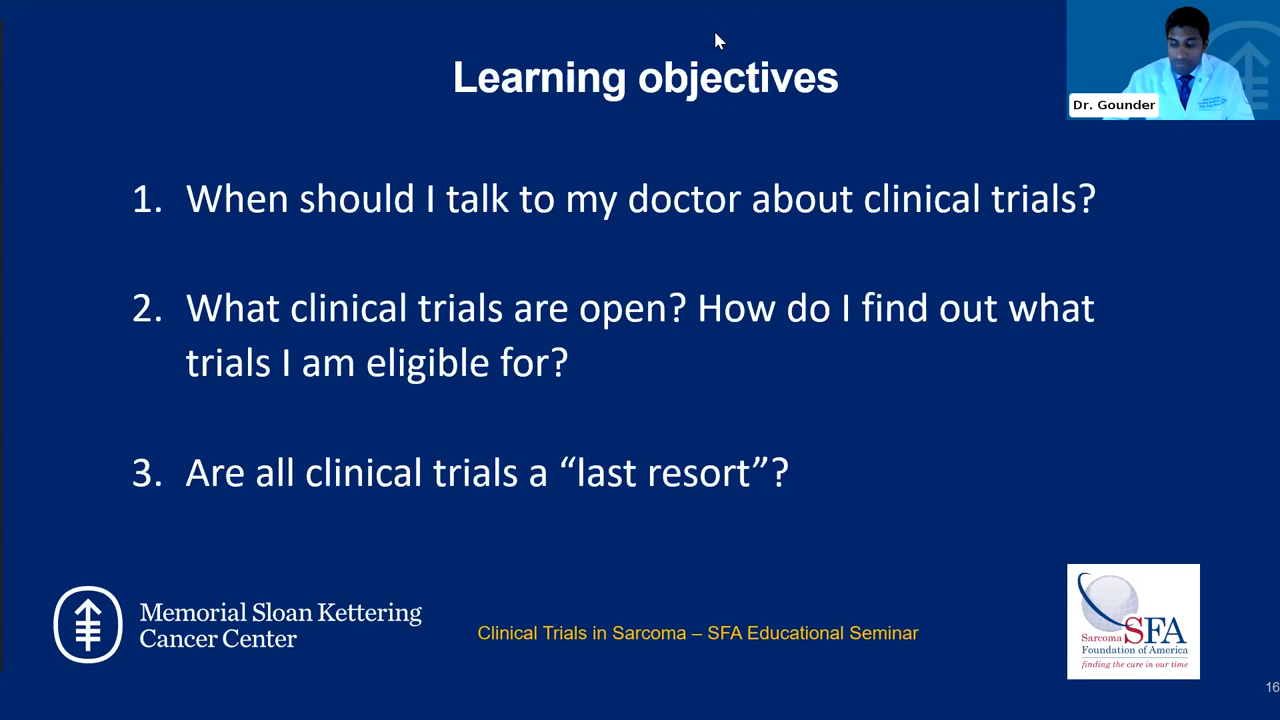 Learning objectives
Dr. Gounder
1. When should I talk to my doctor about clinical trials?
2. What clinical trials are open? How do I find out what
trials I am eligible for?
3. Are all clinical trials a “last resort”?
Memorial Sloan Kettering
Cancer Center
Clinical Trials in Sarcoma – SFA Educational Seminar
Sarcoma SFA
Foundation of America
finding the cure in our time
16